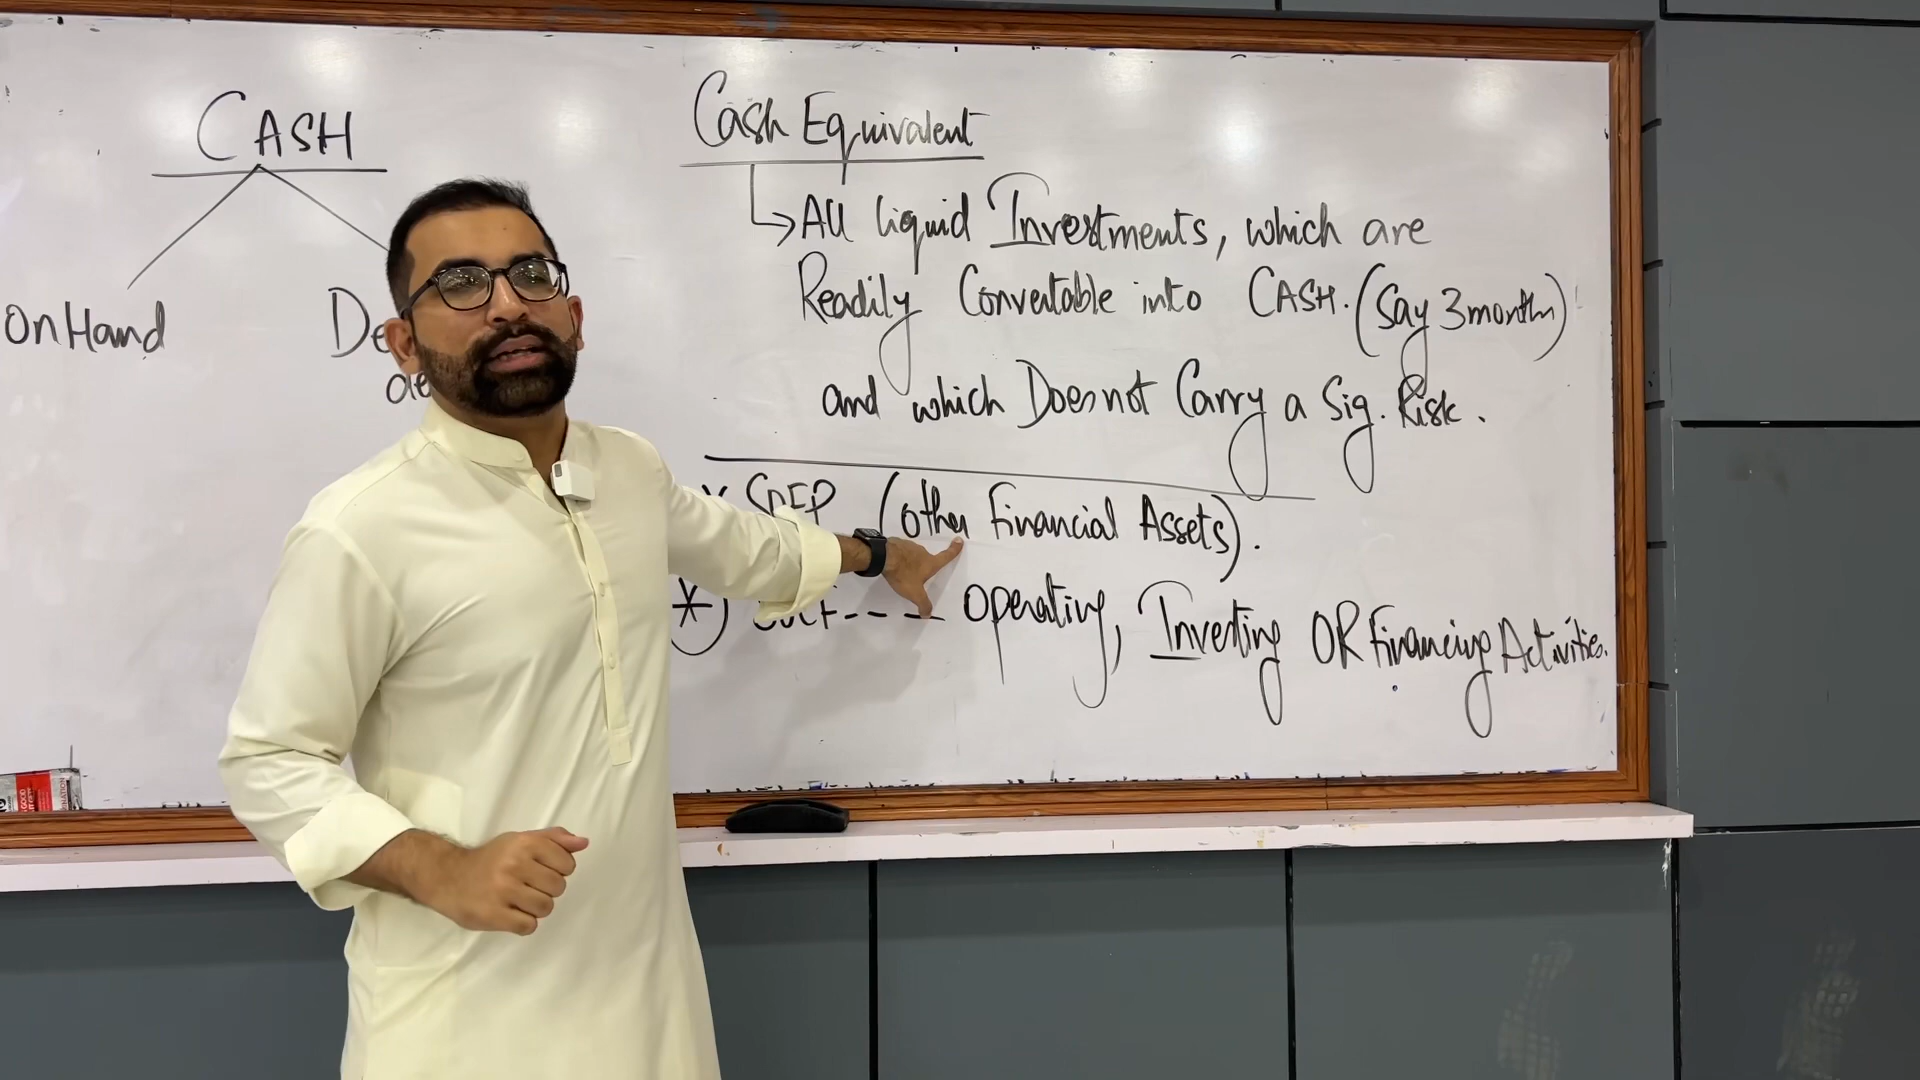 CASH
on Hand
Cash Equivalent
All liquid Investments, which are
Readily Convertable into CASH. (Say 3 months)
and which Does not Carry a Sig. Risk.
(Other Financial Assets).
Operating, Investing OR Financing Activities.